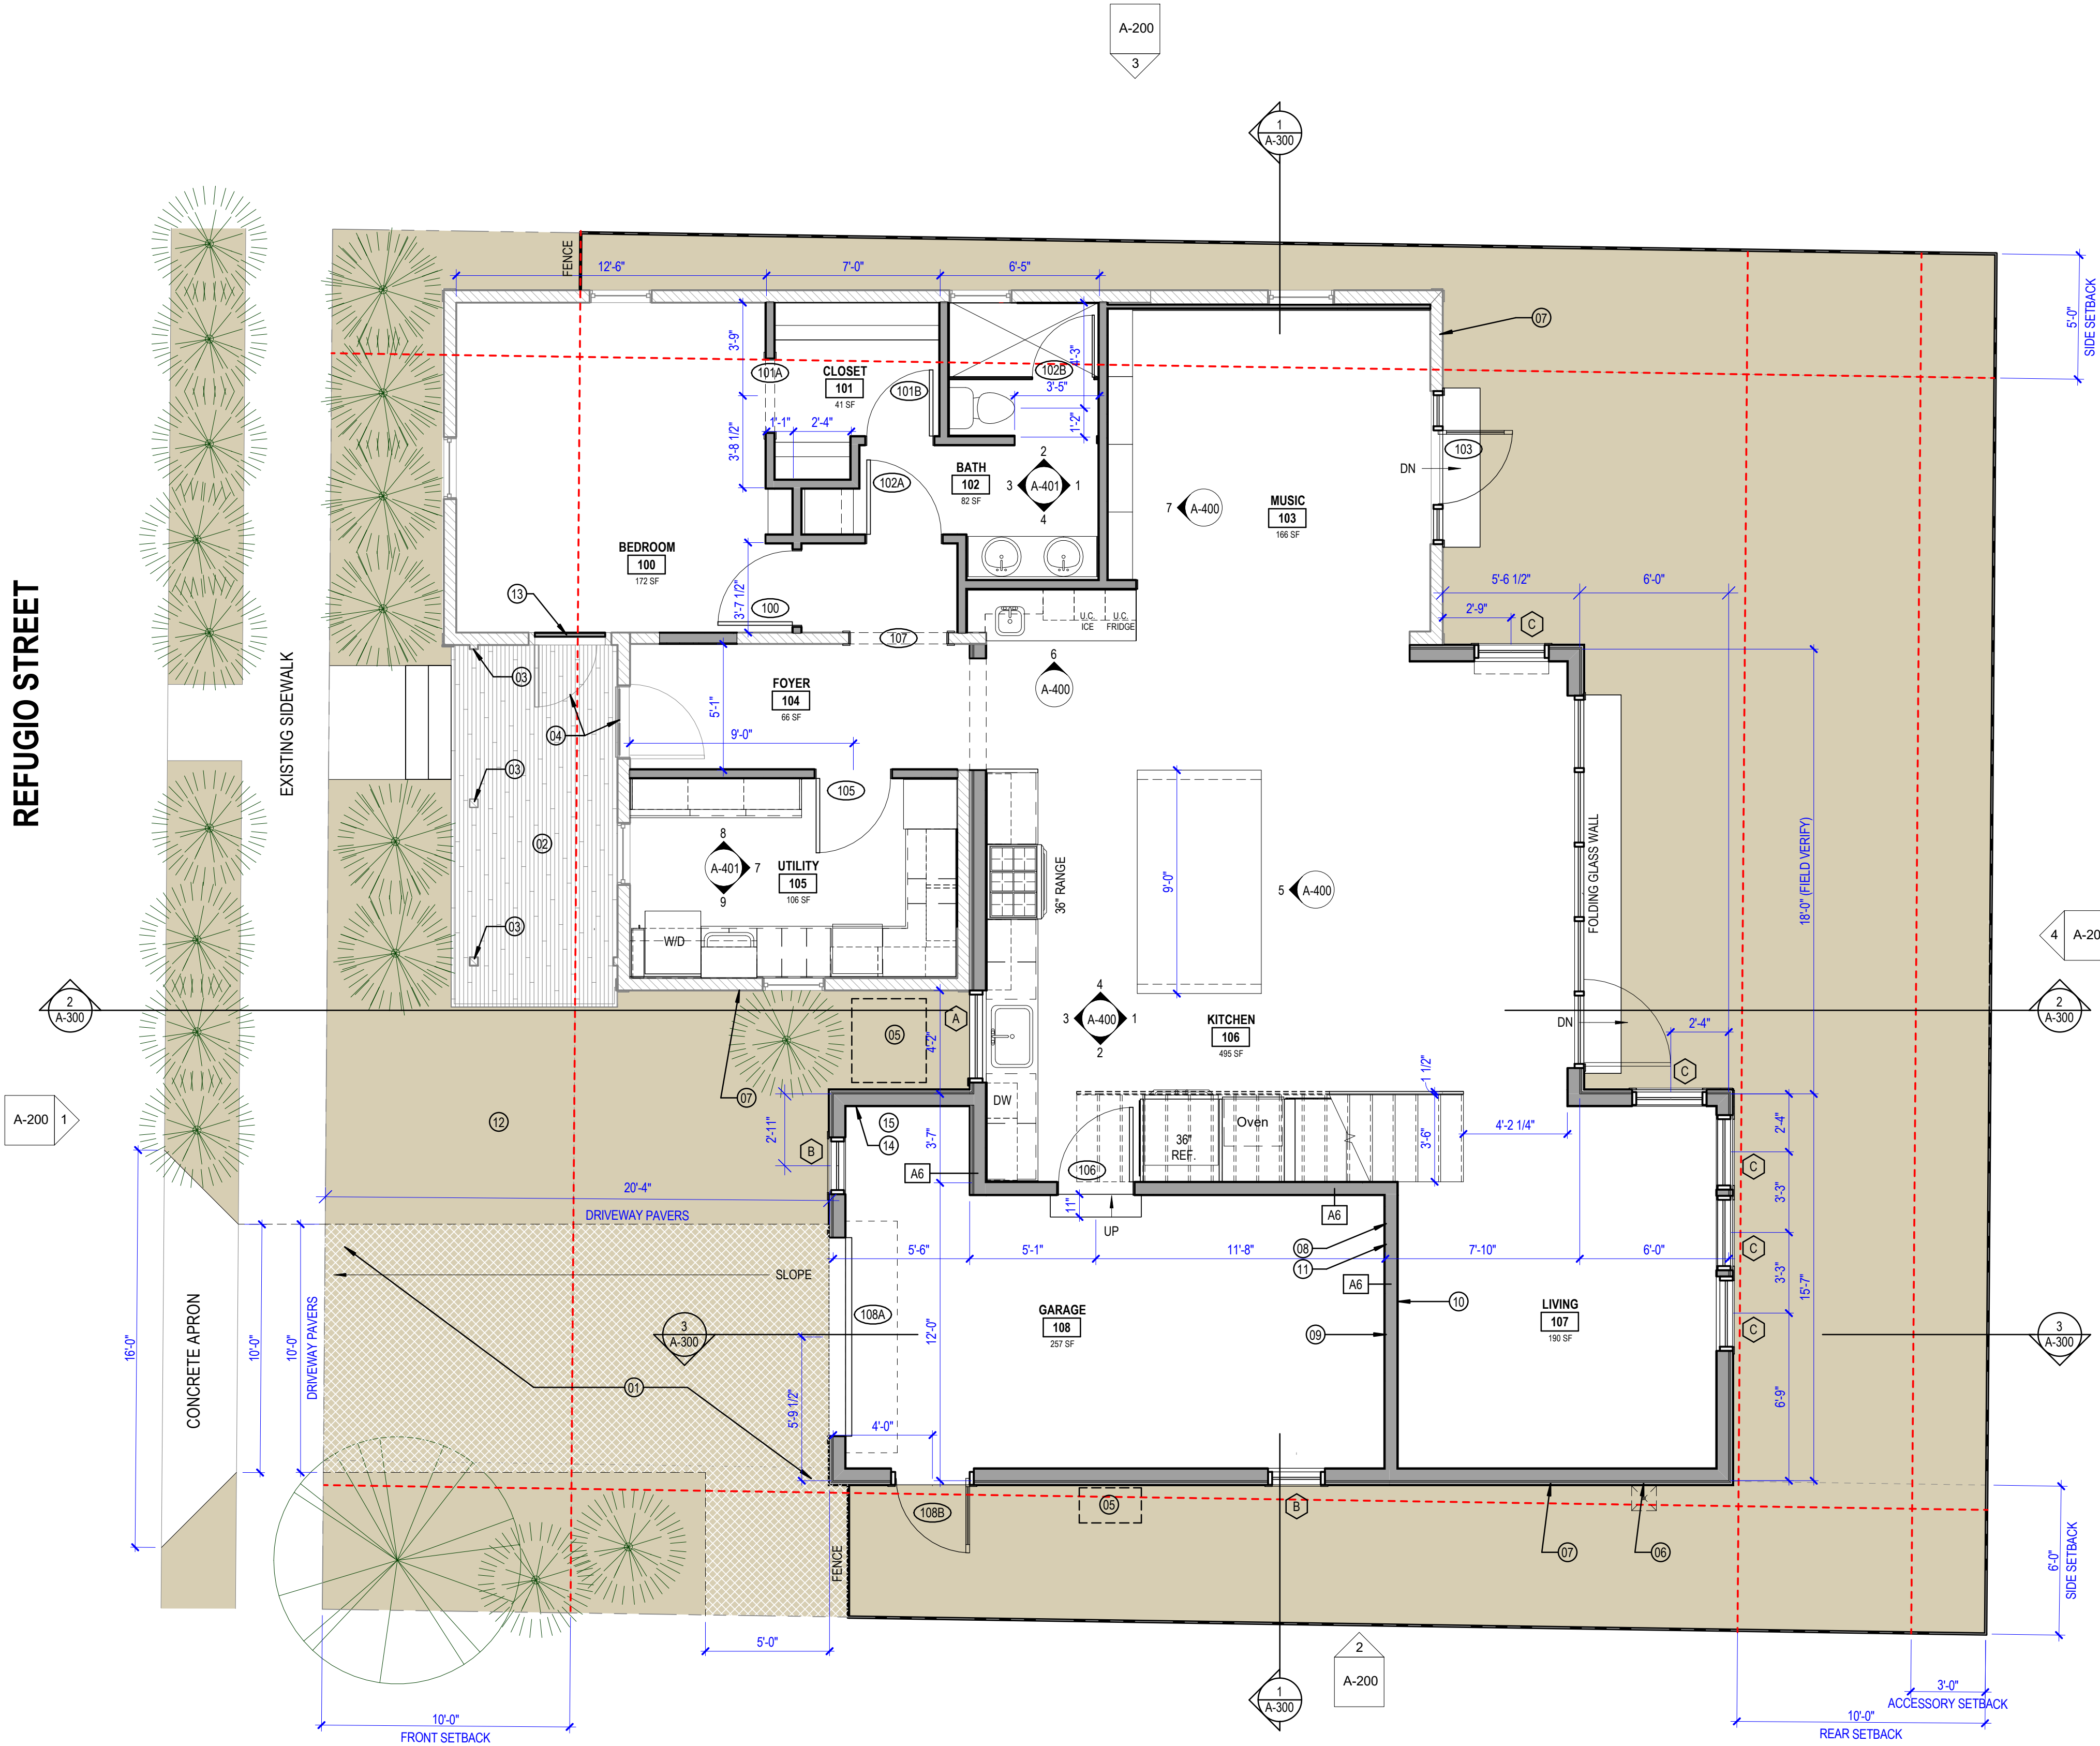 A-200
3
1
A-300
FENCE
12'-6"
7'-0"
6'-5"
5'-0"
SIDE SETBACK
07
3'-9"
101A
CLOSET
101
41 SF
101B
4'-3"
102B
3'-5"
1'-2"
1'-1"
2'-4"
3'-8 1/2"
102A
BATH
102
82 SF
2
3
A-401
1
4
7
A-400
MUSIC
103
166 SF
DN
103
BEDROOM
100
172 SF
13
3'-7 1/2"
100
107
U.C.
ICE
U.C.
FRIDGE
5'-6 1/2"
6'-0"
2'-9"
C
REFUGIO STREET
EXISTING SIDEWALK
03
04
03
02
03
FOYER
104
66 SF
5'-1"
9'-0"
6
A-400
105
8
A-401
7
9
UTILITY
105
106 SF
W/D
36" RANGE
9'-0"
5
A-400
FOLDING GLASS WALL
18'-0" (FIELD VERIFY)
4
A-20
2
A-300
2
A-300
A
05
4'-2"
4
3
A-400
1
2
KITCHEN
106
495 SF
DN
2'-4"
C
07
A-200
1
12
2'-11"
B
15
14
3'-7"
A6
DW
106
36"
REF.
Oven
1 1/2"
3'-6"
4'-2 1/4"
2'-4"
C
3'-3"
C
3'-3"
C
15'-7"
6'-9"
20'-4"
DRIVEWAY PAVERS
11"
UP
A6
08
11
A6
10
09
5'-6"
5'-1"
11'-8"
7'-10"
6'-0"
SLOPE
16'-0"
CONCRETE APRON
10'-0"
10'-0"
DRIVEWAY PAVERS
01
3
A-300
108A
5'-9 1/2"
4'-0"
12'-0"
GARAGE
108
257 SF
LIVING
107
190 SF
3
A-300
108B
FENCE
05
B
07
06
6'-0"
SIDE SETBACK
5'-0"
2
A-200
1
A-300
10'-0"
FRONT SETBACK
3'-0"
ACCESSORY SETBACK
10'-0"
REAR SETBACK